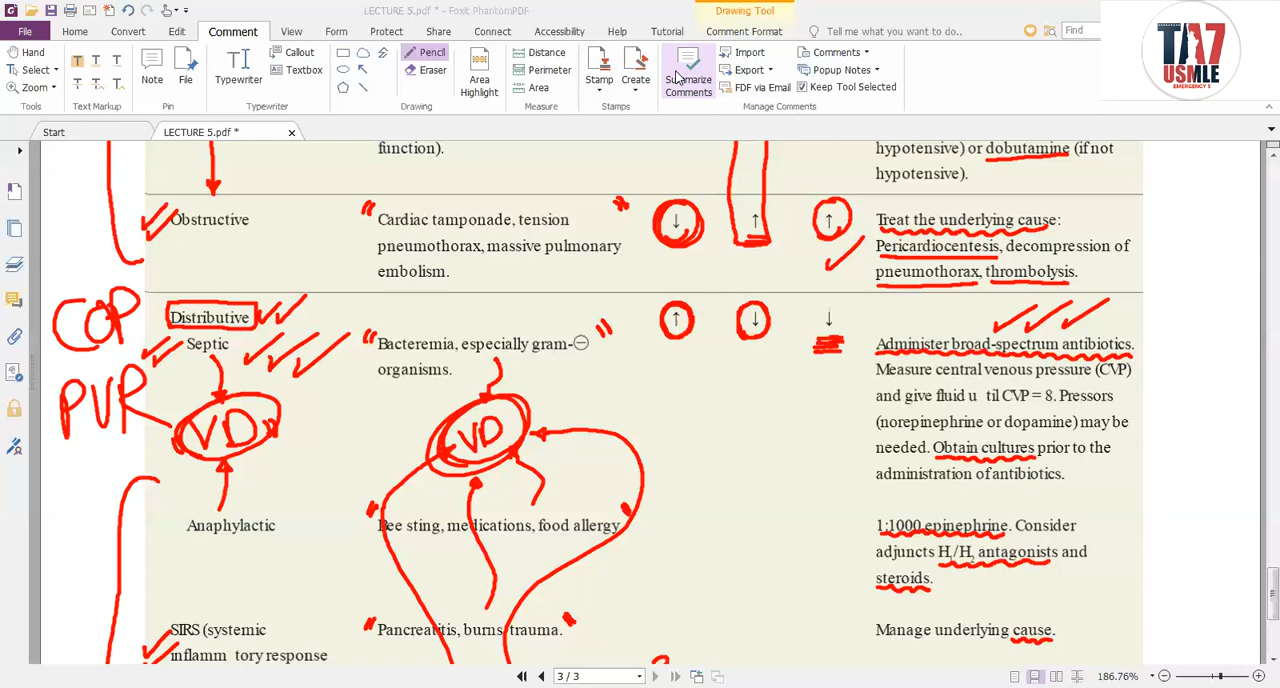 LECTURE 5.pdf * - Foxit PhantomPDF
Drawing Tool
File Home Convert Edit Comment View Form Protect Share Connect Accessibility Help Tutorial Comment Format Tell me what you want to do.. Find
Hand
Select
Zoom
Tools
T T T
T T T
Text Markup
Note
File
Pin
Typewriter
Callout
Textbox
Typewriter
Pencil
Eraser
Drawing
Area
Highlight
Distance
Perimeter
Area
Measure
Stamp
Create
Stamps
Summarize
Comments
Import
Export
FDF via Email
Comments
Popup Notes
Keep Tool Selected
Manage Comments
TA7
USMLE
EMERGENCY 5
Start
LECTURE 5.pdf *
function).
hypotensive) or dobutamine (if not
hypotensive).
Obstructive
Cardiac tamponade, tension
pneumothorax, massive pulmonary
embolism.
↓ ↑ ↑
Treat the underlying cause:
Pericardiocentesis, decompression of
pneumothorax, thrombolysis.
COP
PVR
Distributive
Septic
VD
Bacteremia, especially gram-⊖
organisms.
VD
↑ ↓ ↓
Administer broad-spectrum antibiotics.
Measure central venous pressure (CVP)
and give fluid u til CVP = 8. Pressors
(norepinephrine or dopamine) may be
needed. Obtain cultures prior to the
administration of antibiotics.
Anaphylactic
Bee sting, medications, food allergy.
1:1000 epinephrine. Consider
adjuncts H1/H2 antagonists and
steroids.
SIRS (systemic
inflamm tory response
Pancreatitis, burns, trauma.
Manage underlying cause.
3 / 3
186.76%